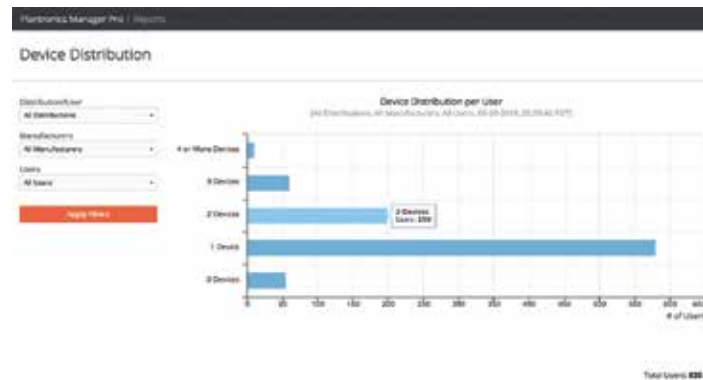 Plantronics Manager Pro | Reports
Device Distribution
Distribution/User
All Distributions
Manufacturers
All Manufacturers
Users
All Users
Apply Filters
Device Distribution per User
4 or More Devices
3 Devices
2 Devices
2 Devices
Users:
1 Device
0 Devices
0 50 100 150 200 250 300 350 400 450 500 550 600
# of Users
Total Users: